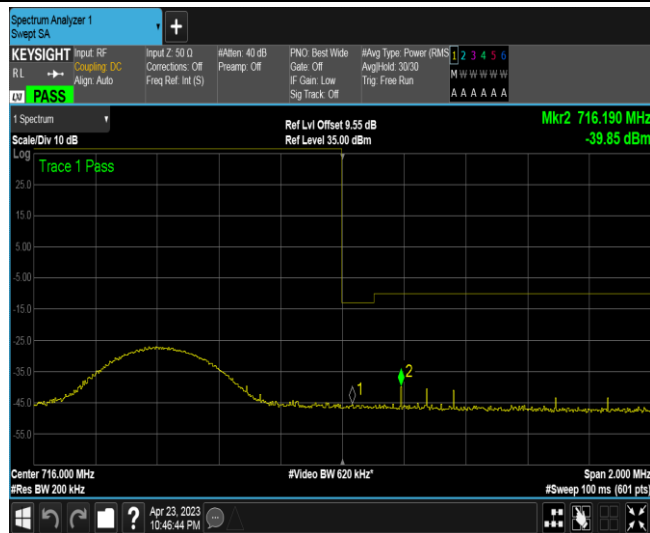 Spectrum Analyzer 1
Swept SA
+
KEYSIGHT
RL
LXI
PASS
Input: RF
Coupling: DC
Align: Auto
Input Z: 50 Ω
Corrections: Off
Freq Ref: Int (S)
#Atten: 40 dB
Preamp: Off
PNO: Best Wide
Gate: Off
IF Gain: Low
Sig Track: Off
#Avg Type: Power (RMS
Avg|Hold: 30/30
Trig: Free Run
1 2 3 4 5 6
M W W W W W
A A A A A A
1 Spectrum
Scale/Div 10 dB
Ref Lvl Offset 9.55 dB
Ref Level 35.00 dBm
Mkr2 716.190 MHz
-39.85 dBm
Log
Trace 1 Pass
25.0
15.0
5.00
-5.00
-15.0
-25.0
-35.0
-45.0
-55.0
1
2
Center 716.000 MHz
#Res BW 200 kHz
#Video BW 620 kHz*
Span 2.000 MHz
#Sweep 100 ms (601 pts)
?
Apr 23, 2023
10:46:44 PM